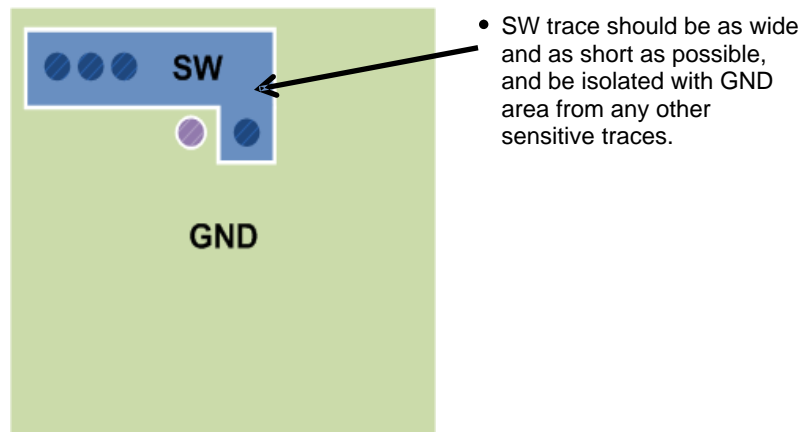 SW
GND
• SW trace should be as wide
and as short as possible,
and be isolated with GND
area from any other
sensitive traces.